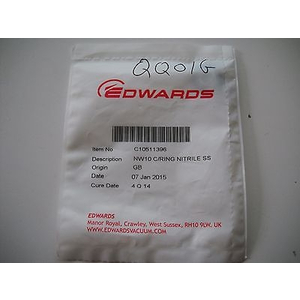 QQ01G
EDWARDS
Item No C10511396
Description NW10 C/RING NITRILE SS
Origin GB
Date 07 Jan 2015
Cure Date 4 Q 14
EDWARDS
Manor Royal, Crawley, West Sussex, RH10 9LW, UK
WWW.EDWARDSVACUUM.COM